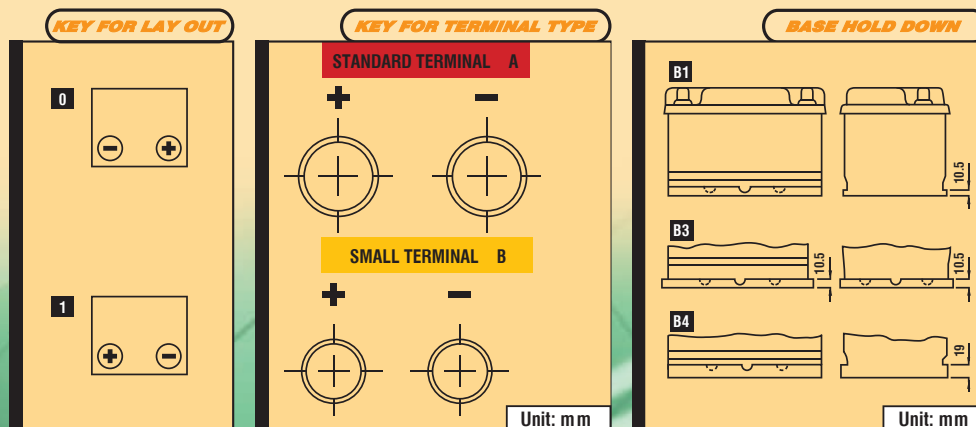 KEY FOR LAY OUT
0
1
KEY FOR TERMINAL TYPE
STANDARD TERMINAL A
+ −
SMALL TERMINAL B
+ −
Unit: mm
BASE HOLD DOWN
B1
10.5
B3
10.5 10.5
B4
19
Unit: mm